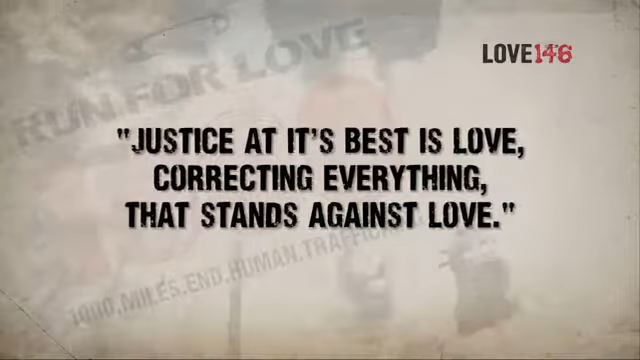 LOVE146
RUN FOR LOVE
"JUSTICE AT IT'S BEST IS LOVE,
CORRECTING EVERYTHING,
THAT STANDS AGAINST LOVE."
1000.MILES.END.HUMAN.TRAFFIC